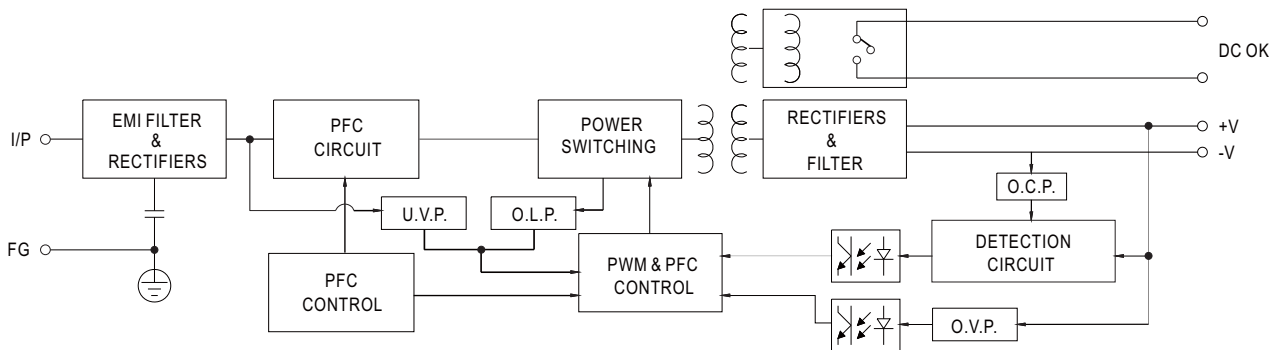 DC OK
I/P
EMI FILTER
&
RECTIFIERS
PFC
CIRCUIT
POWER
SWITCHING
RECTIFIERS
&
FILTER
+V
-V
U.V.P.
O.L.P.
O.C.P.
FG
PFC
CONTROL
PWM & PFC
CONTROL
DETECTION
CIRCUIT
O.V.P.